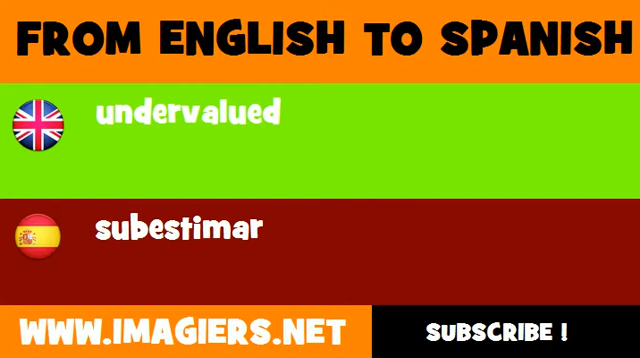 FROM ENGLISH TO SPANISH
undervalued
subestimar
WWW.IMAGIERS.NET
SUBSCRIBE !